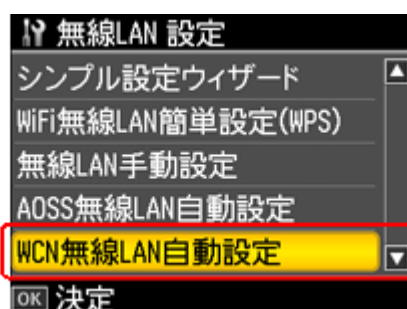 無線LAN 設定
シンプル設定ウィザード
WiFi無線LAN簡単設定(WPS)
無線LAN手動設定
AOSS無線LAN自動設定
WCN無線LAN自動設定
OK 決定